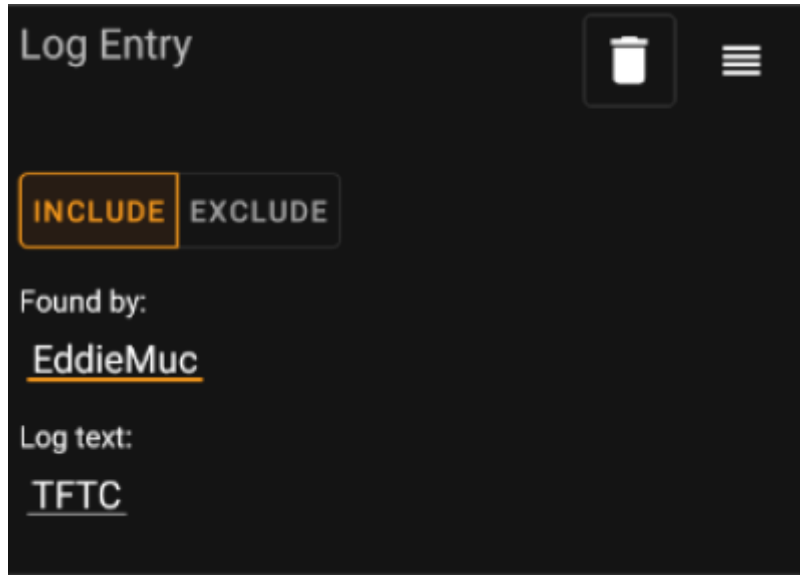 Log Entry
INCLUDE EXCLUDE
Found by:
EddieMuc
Log text:
TFTC